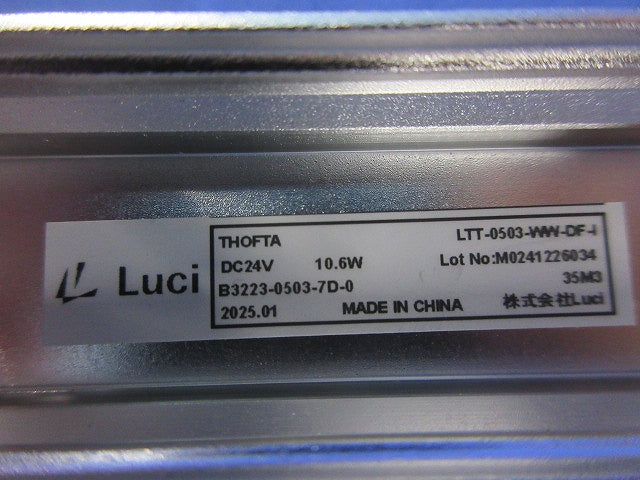 Luci
THOFTA LTT-0503-WW-DF-I
DC24V 10.6W Lot No:M0241226034
B3223-0503-7D-0 35M3
2025.01 MADE IN CHINA 株式会社Luci